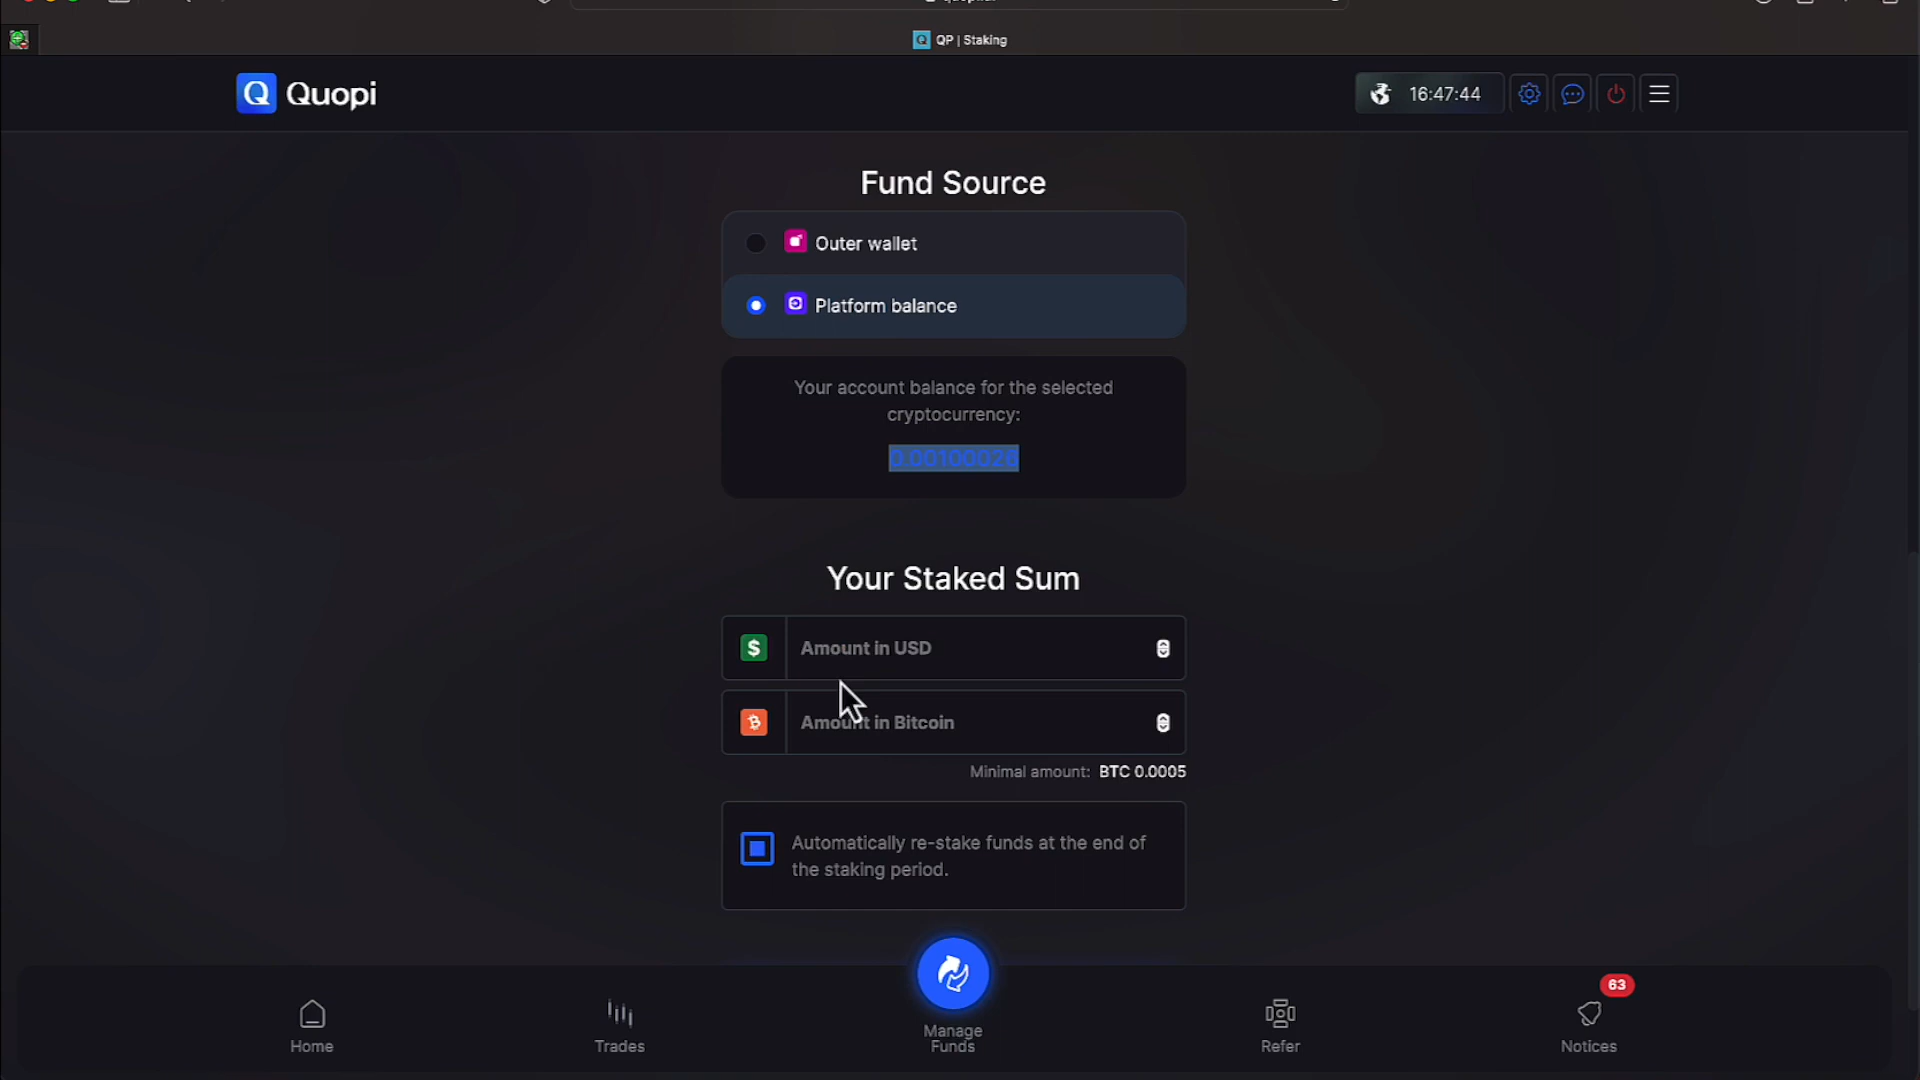 QP | Staking
Quopi
16:47:44
Fund Source
Outer wallet
Platform balance
Your account balance for the selected
cryptocurrency:
0.00100026
Your Staked Sum
Amount in USD
Amount in Bitcoin
Minimal amount: BTC 0.0005
Automatically re-stake funds at the end of
the staking period.
63
Home
Trades
Manage
Funds
Refer
Notices